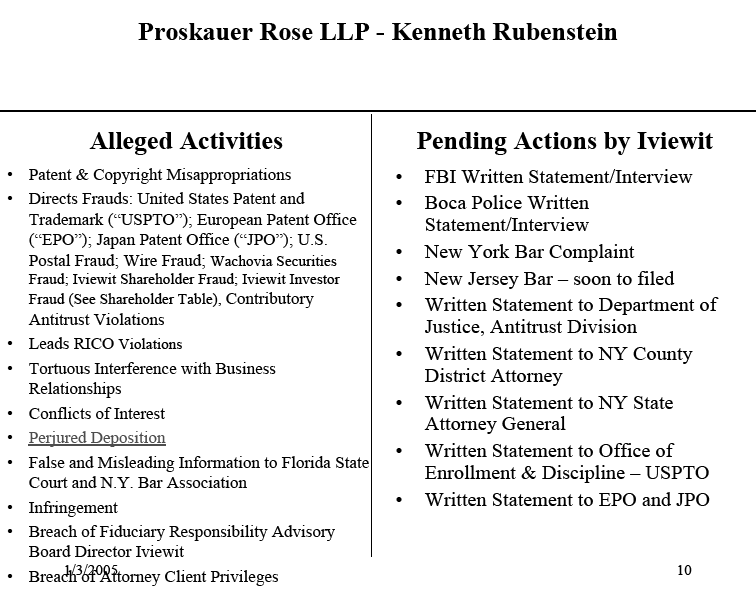 Proskauer Rose LLP - Kenneth Rubenstein
Alleged Activities
• Patent & Copyright Misappropriations
• Directs Frauds: United States Patent and
Trademark (“USPTO”); European Patent Office
(“EPO”); Japan Patent Office (“JPO”); U.S.
Postal Fraud; Wire Fraud; Wachovia Securities
Fraud; Iviewit Shareholder Fraud; Iviewit Investor
Fraud (See Shareholder Table), Contributory
Antitrust Violations
• Leads RICO Violations
• Tortuous Interference with Business
Relationships
• Conflicts of Interest
• Perjured Deposition
• False and Misleading Information to Florida State
Court and N.Y. Bar Association
• Infringement
• Breach of Fiduciary Responsibility Advisory
Board Director Iviewit
• Breach of Attorney Client Privileges
Pending Actions by Iviewit
• FBI Written Statement/Interview
• Boca Police Written
Statement/Interview
• New York Bar Complaint
• New Jersey Bar – soon to filed
• Written Statement to Department of
Justice, Antitrust Division
• Written Statement to NY County
District Attorney
• Written Statement to NY State
Attorney General
• Written Statement to Office of
Enrollment & Discipline – USPTO
• Written Statement to EPO and JPO
1/3/2005
10